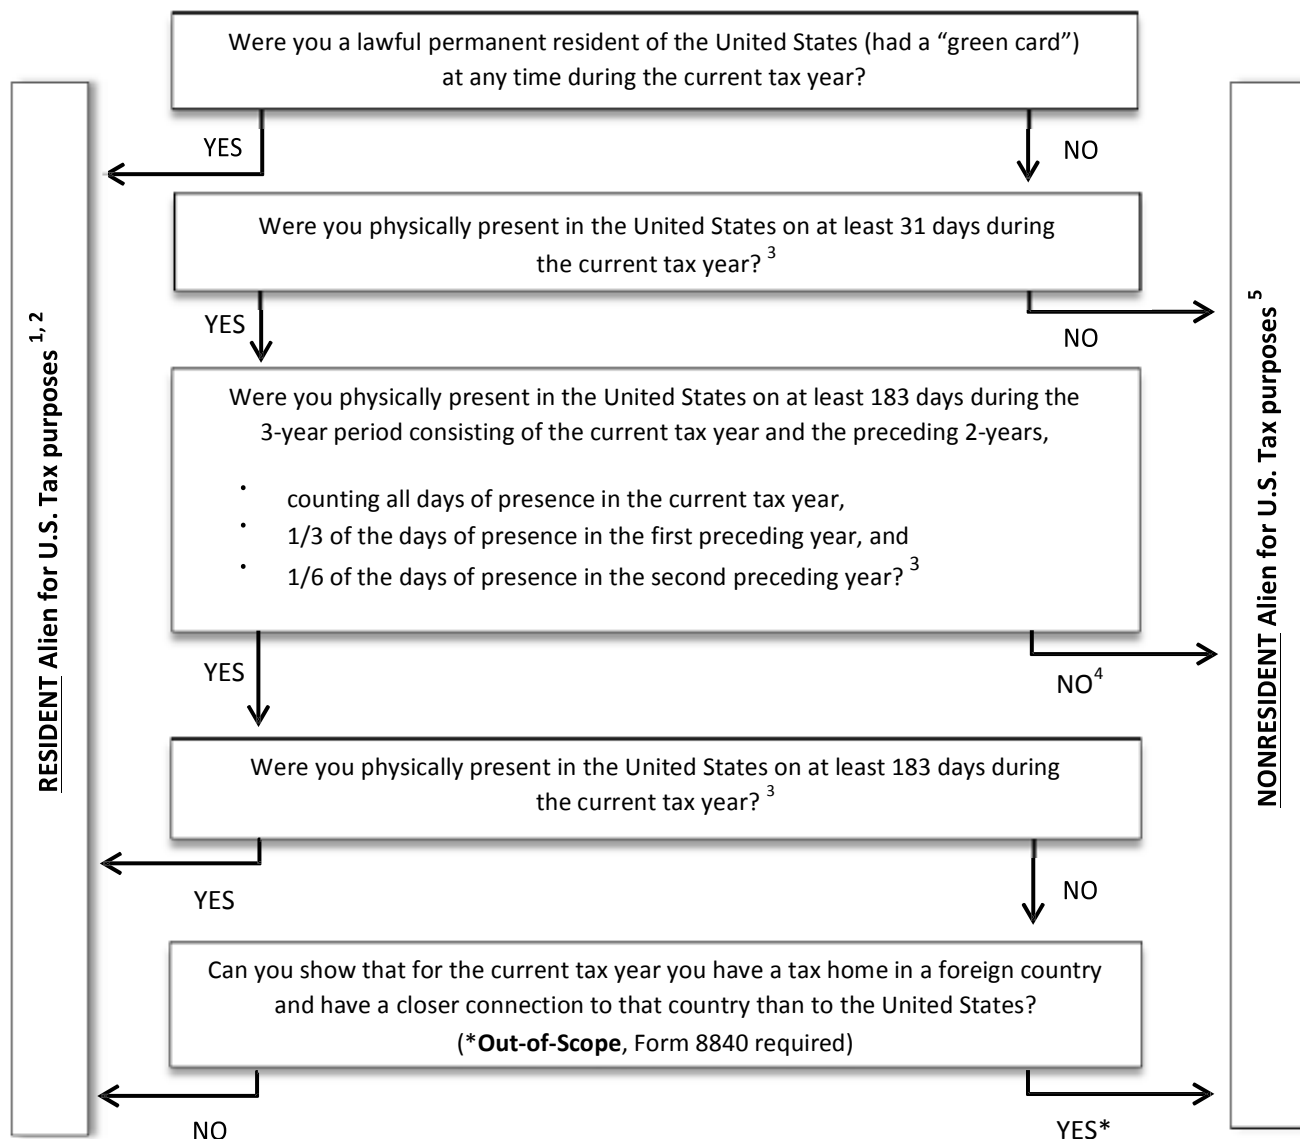 Were you a lawful permanent resident of the United States (had a “green card”)
at any time during the current tax year?
YES
NO
Were you physically present in the United States on at least 31 days during
the current tax year? 3
YES
NO
RESIDENT Alien for U.S. Tax purposes 1, 2
NONRESIDENT Alien for U.S. Tax purposes 5
Were you physically present in the United States on at least 183 days during the
3-year period consisting of the current tax year and the preceding 2-years,
· counting all days of presence in the current tax year,
· 1/3 of the days of presence in the first preceding year, and
· 1/6 of the days of presence in the second preceding year? 3
YES
NO4
Were you physically present in the United States on at least 183 days during
the current tax year? 3
YES
NO
Can you show that for the current tax year you have a tax home in a foreign country
and have a closer connection to that country than to the United States?
(*Out-of-Scope, Form 8840 required)
NO
YES*